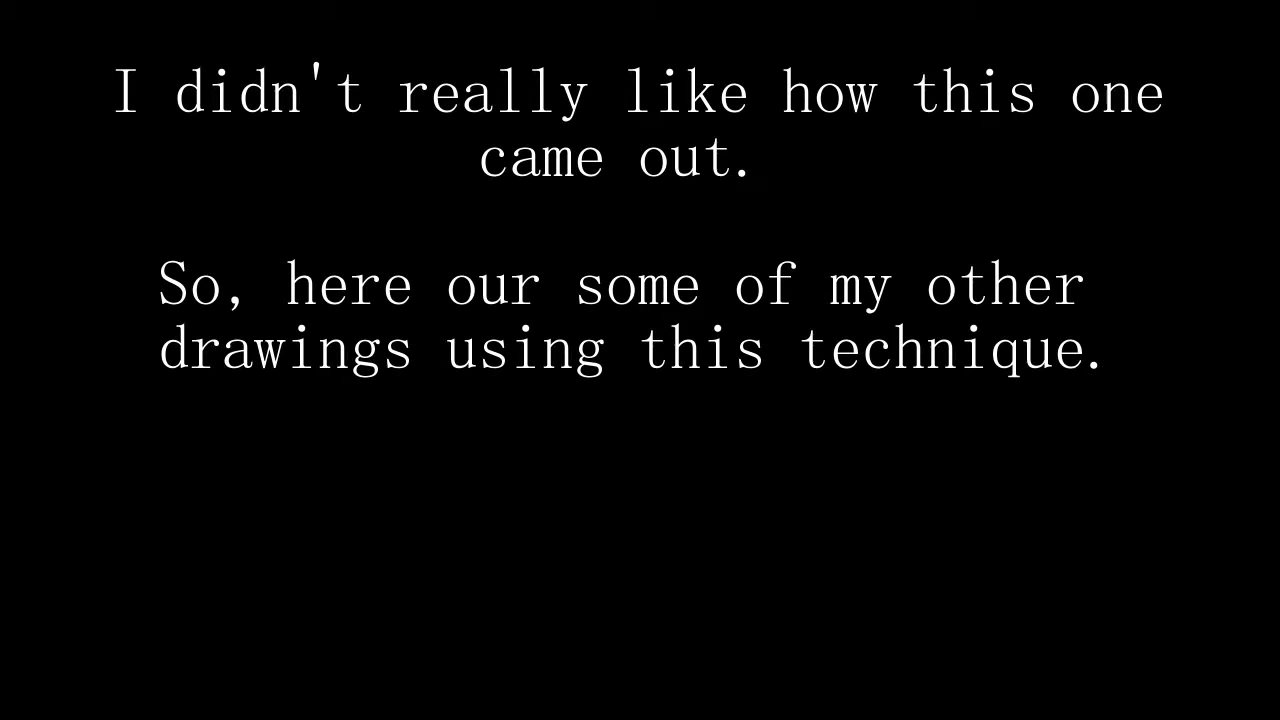 I didn't really like how this one
came out.
So, here our some of my other
drawings using this technique.